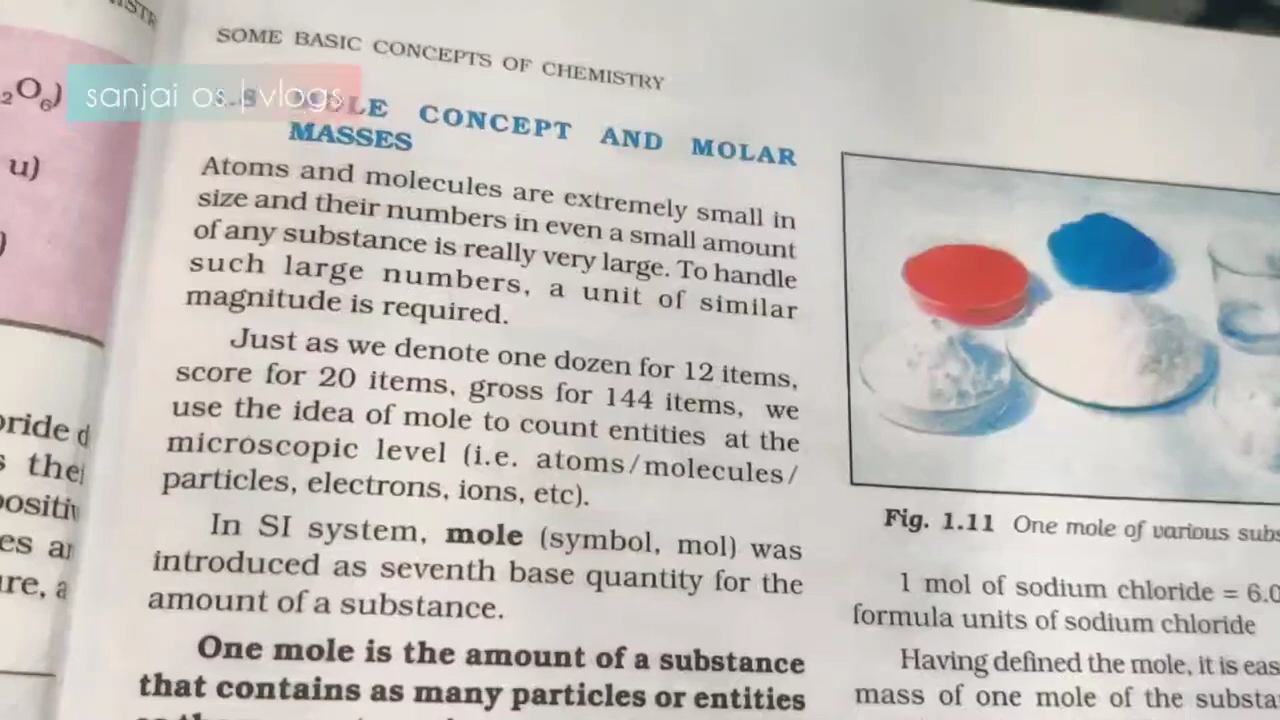 SOME BASIC CONCEPTS OF CHEMISTRY
sanjai os | vlogs
CONCEPT AND MOLAR
MASSES
Atoms and molecules are extremely small in
size and their numbers in even a small amount
of any substance is really very large. To handle
such large numbers, a unit of similar
magnitude is required.
Just as we denote one dozen for 12 items,
score for 20 items, gross for 144 items, we
use the idea of mole to count entities at the
microscopic level (i.e. atoms/molecules/
particles, electrons, ions, etc).
In SI system, mole (symbol, mol) was
introduced as seventh base quantity for the
amount of a substance.
One mole is the amount of a substance
that contains as many particles or entities
Fig. 1.11 One mole of various
1 mol of sodium chloride =
formula units of sodium chloride
Having defined the mole, it is
mass of one mole of the
u)